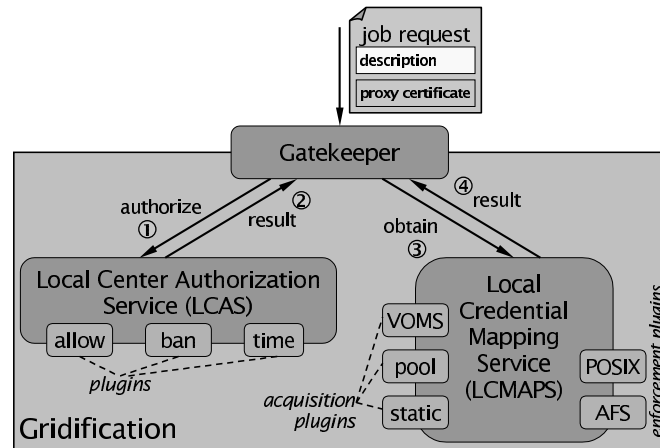 job request
description
proxy certificate
Gatekeeper
authorize
①
②
result
④
result
obtain
③
Local Center Authorization
Service (LCAS)
allow
ban
time
plugins
Local
Credential
Mapping
Service
(LCMAPS)
VOMS
pool
static
acquisition
plugins
POSIX
AFS
enforcement plugins
Gridification